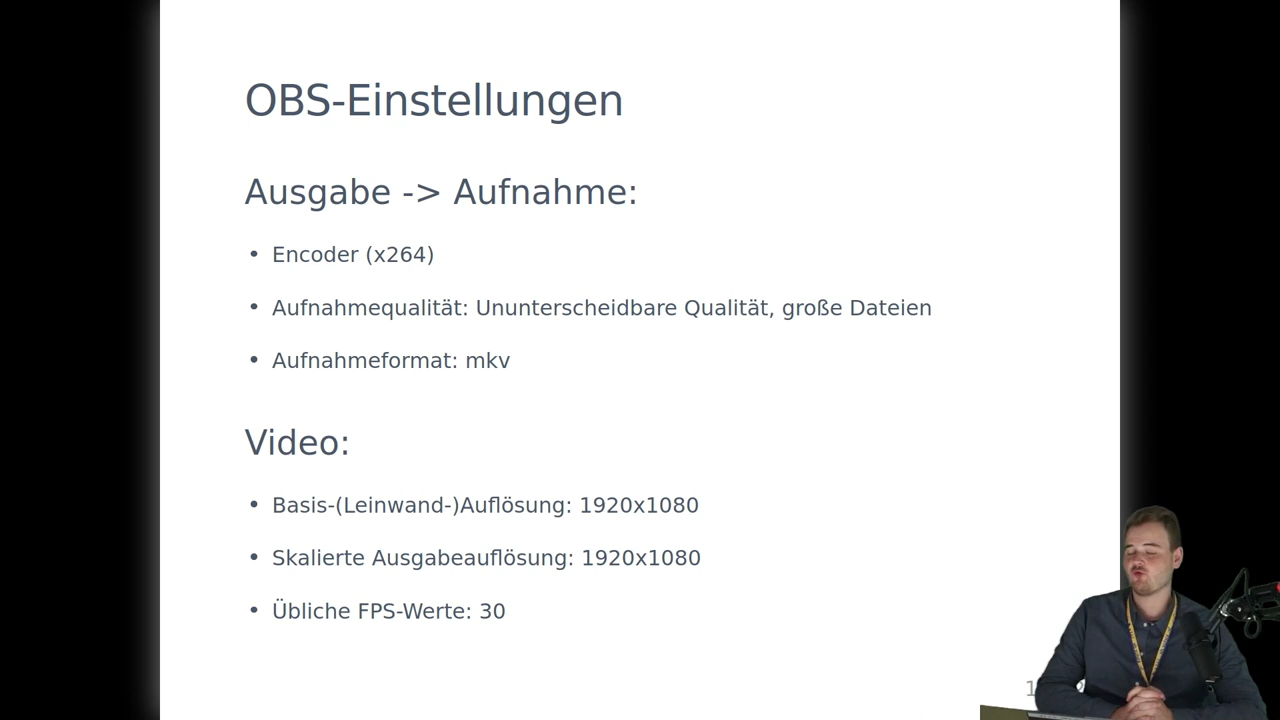 OBS-Einstellungen
Ausgabe -> Aufnahme:
• Encoder (x264)
• Aufnahmequalität: Ununterscheidbare Qualität, große Dateien
• Aufnahmeformat: mkv
Video:
• Basis-(Leinwand-)Auflösung: 1920x1080
• Skalierte Ausgabeauflösung: 1920x1080
• Übliche FPS-Werte: 30